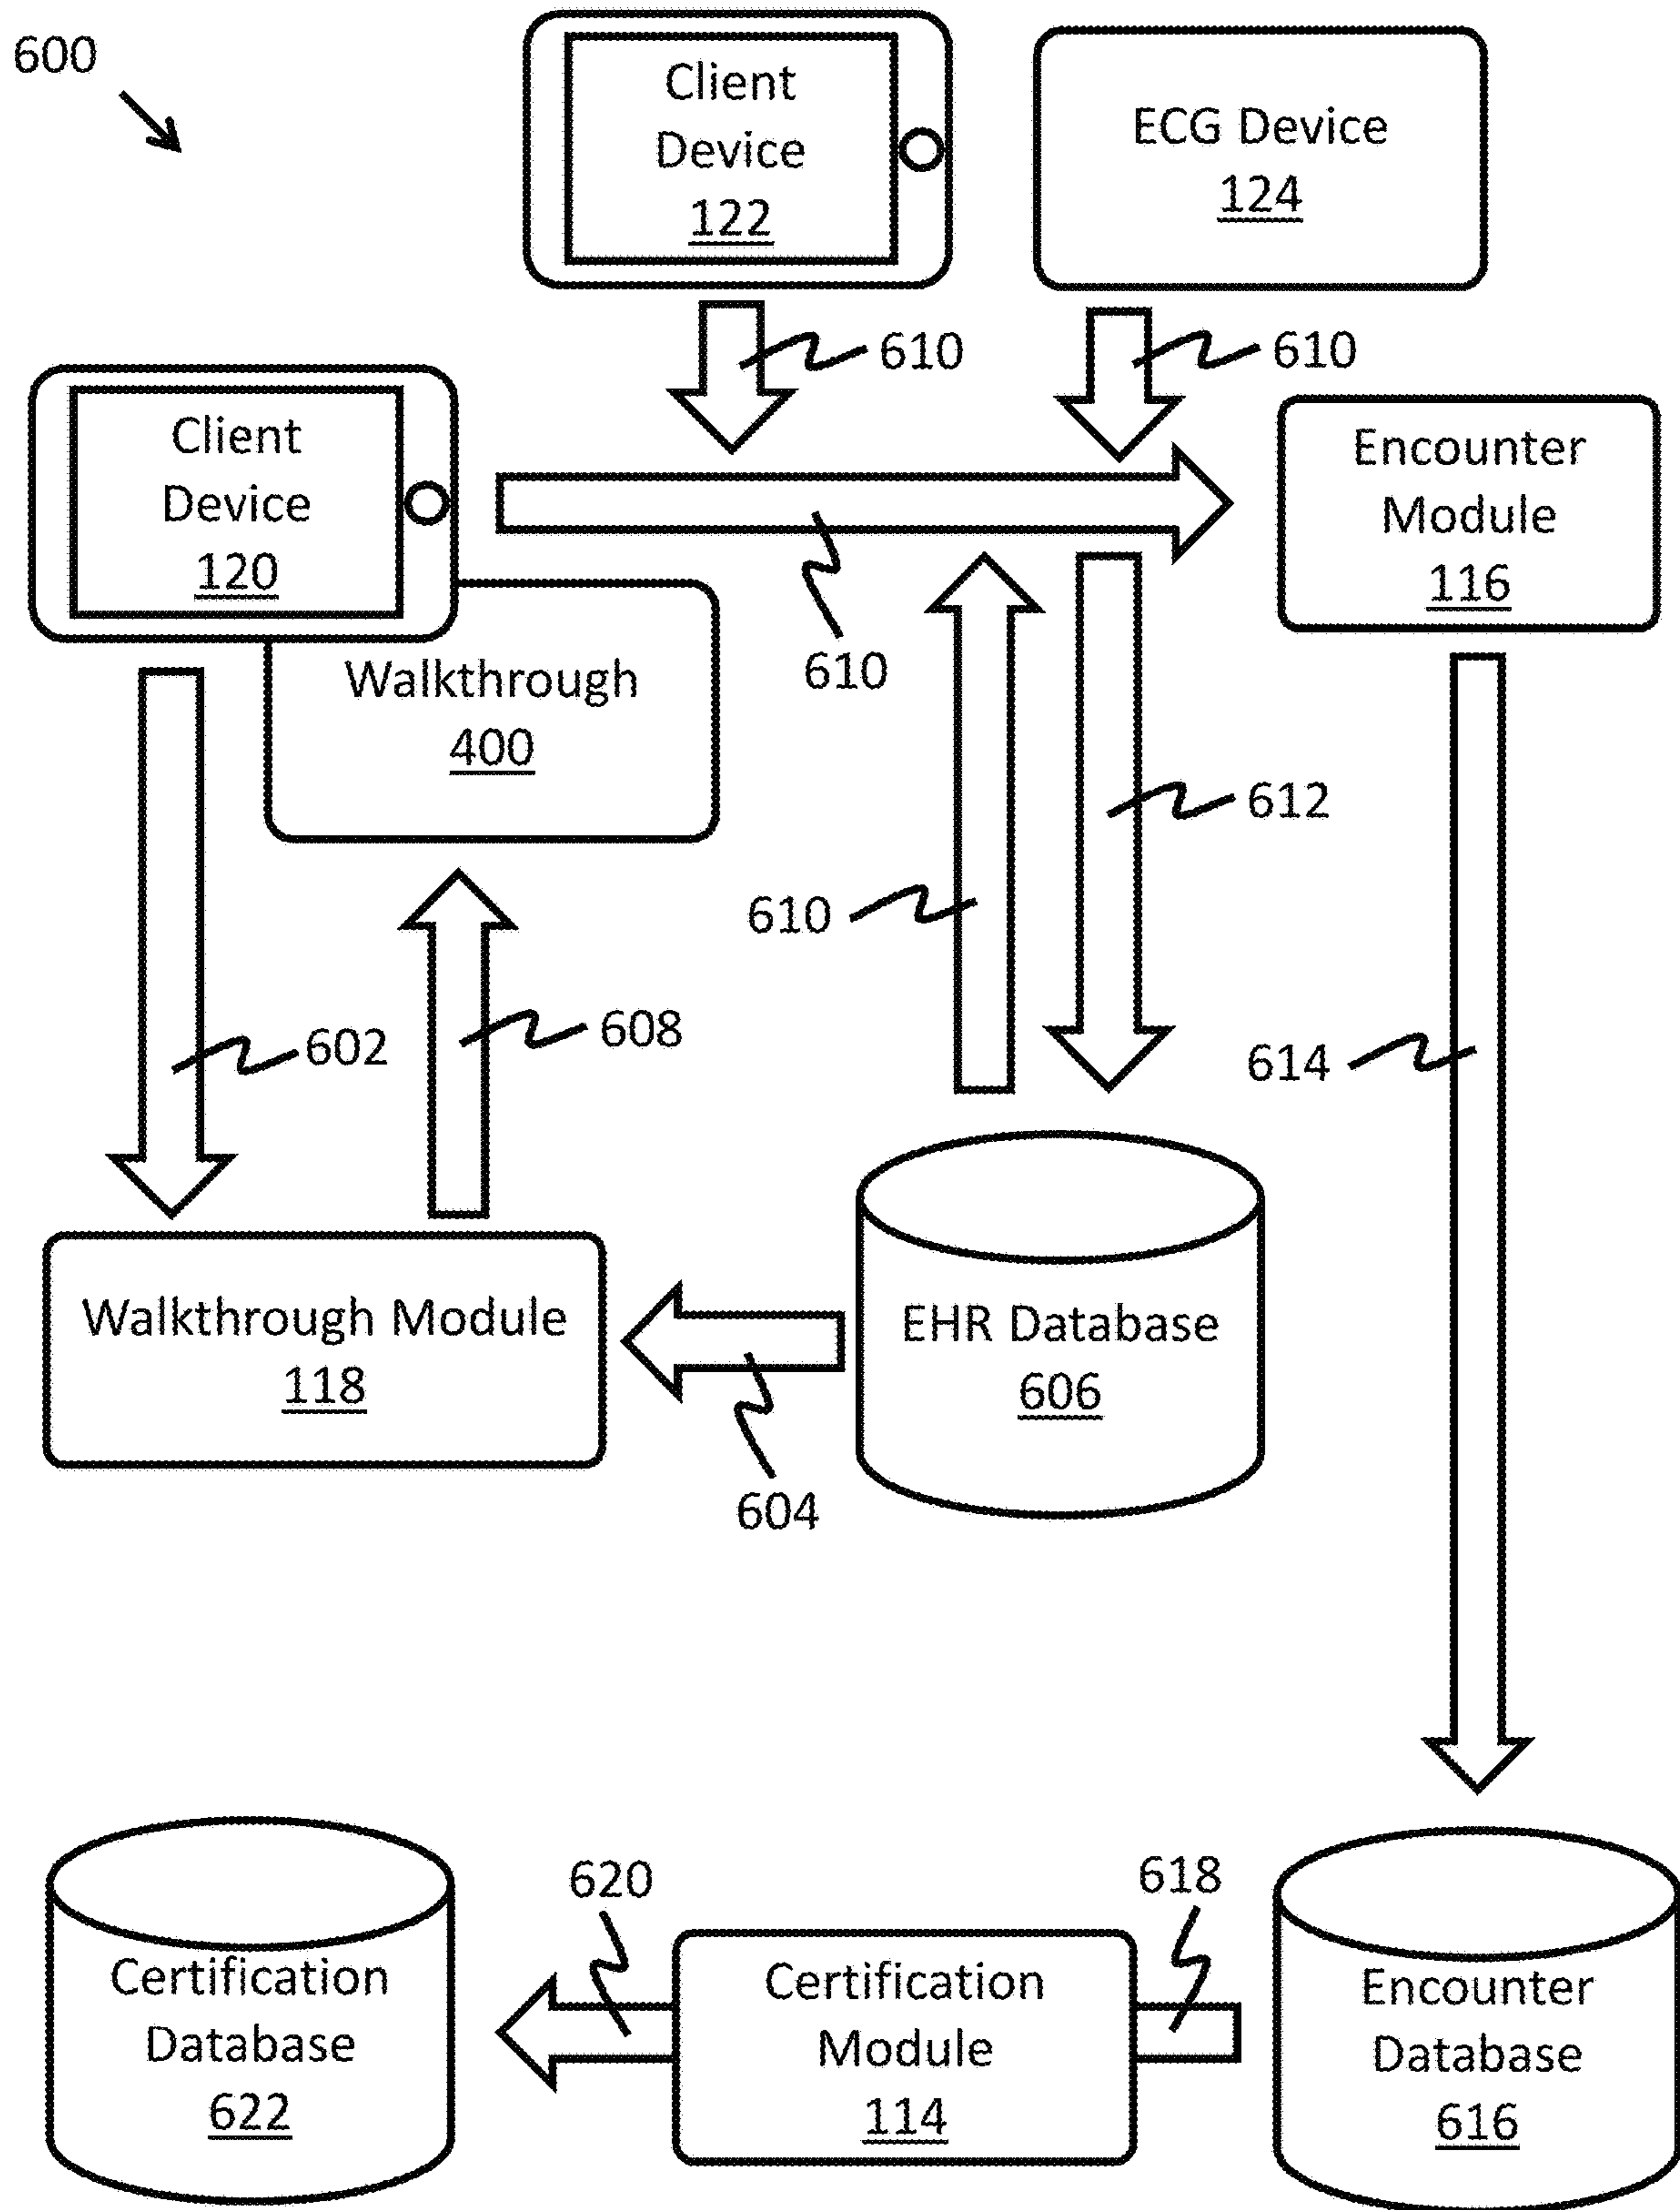 600
Client
Device
122
ECG Device
124
610
610
Client
Device
120
Encounter
Module
116
610
Walkthrough
400
612
610
602
608
614
Walkthrough Module
118
EHR Database
606
604
620
618
Certification
Database
622
Certification
Module
114
Encounter
Database
616